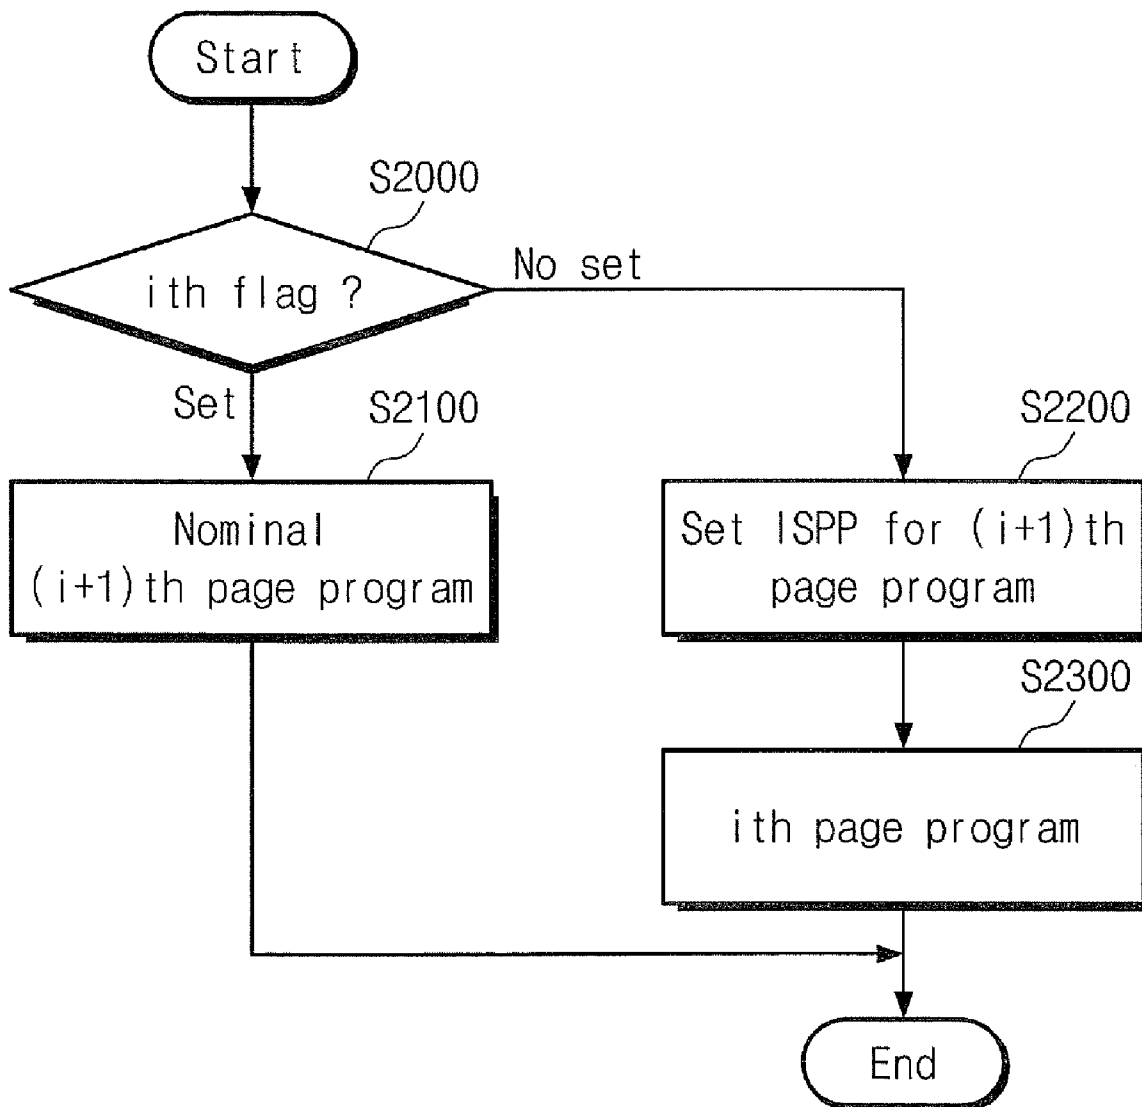 Start
S2000
ith flag ?
No set
Set
S2100
Nominal
(i+1)th page program
S2200
Set ISPP for (i+1)th
page program
S2300
ith page program
End